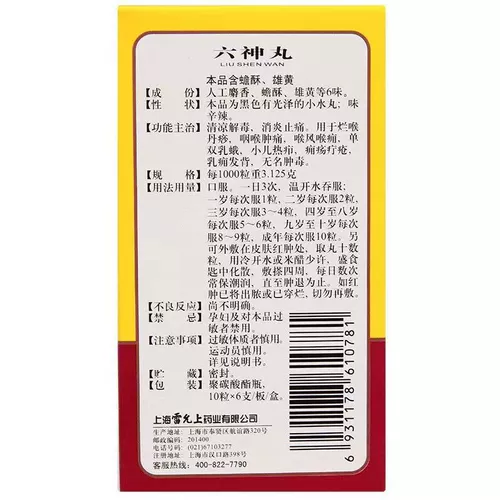 六神丸
LIU SHEN WAN
本品含蟾酥、雄黄
【成　份】人工麝香、蟾酥、雄黄等6味。
【性　状】本品为黑色有光泽的小水丸；味
辛辣。
【功能主治】清凉解毒，消炎止痛。用于烂喉
丹痧，咽喉肿痛，喉风喉痈，单
双乳蛾，小儿热疖，痈疡疔疮，
乳痈发背，无名肿毒。
【规　格】每1000粒重3.125克
【用法用量】口服。一日3次，温开水吞服；
一岁每次服1粒，二岁每次服2粒，
三岁每次服3～4粒，四岁至八岁
每次服5～6粒，九岁至十岁每次
服8～9粒，成年每次服10粒。另
可外敷在皮肤红肿处，取丸十数
粒，用冷开水或米醋少许，盛食
匙中化散，敷搽四周，每日数次
常保潮润，直至肿退为止。如红
肿已将出脓或已穿烂，切勿再敷。
【不良反应】尚不明确。
【禁　忌】孕妇及对本品过
敏者禁用。
【注意事项】过敏体质者慎用。
运动员慎用。
详见说明书。
【贮　藏】密封。
【包　装】聚碳酸酯瓶，
10粒×6支/板/盒。
6 931178 610781
上海雷允上药业有限公司
生产地址：上海市奉贤区航谊路320号
邮政编码：201400
电话号码：(021)67103277
注册地址：上海市汉口路398号
客服热线：400-822-7790